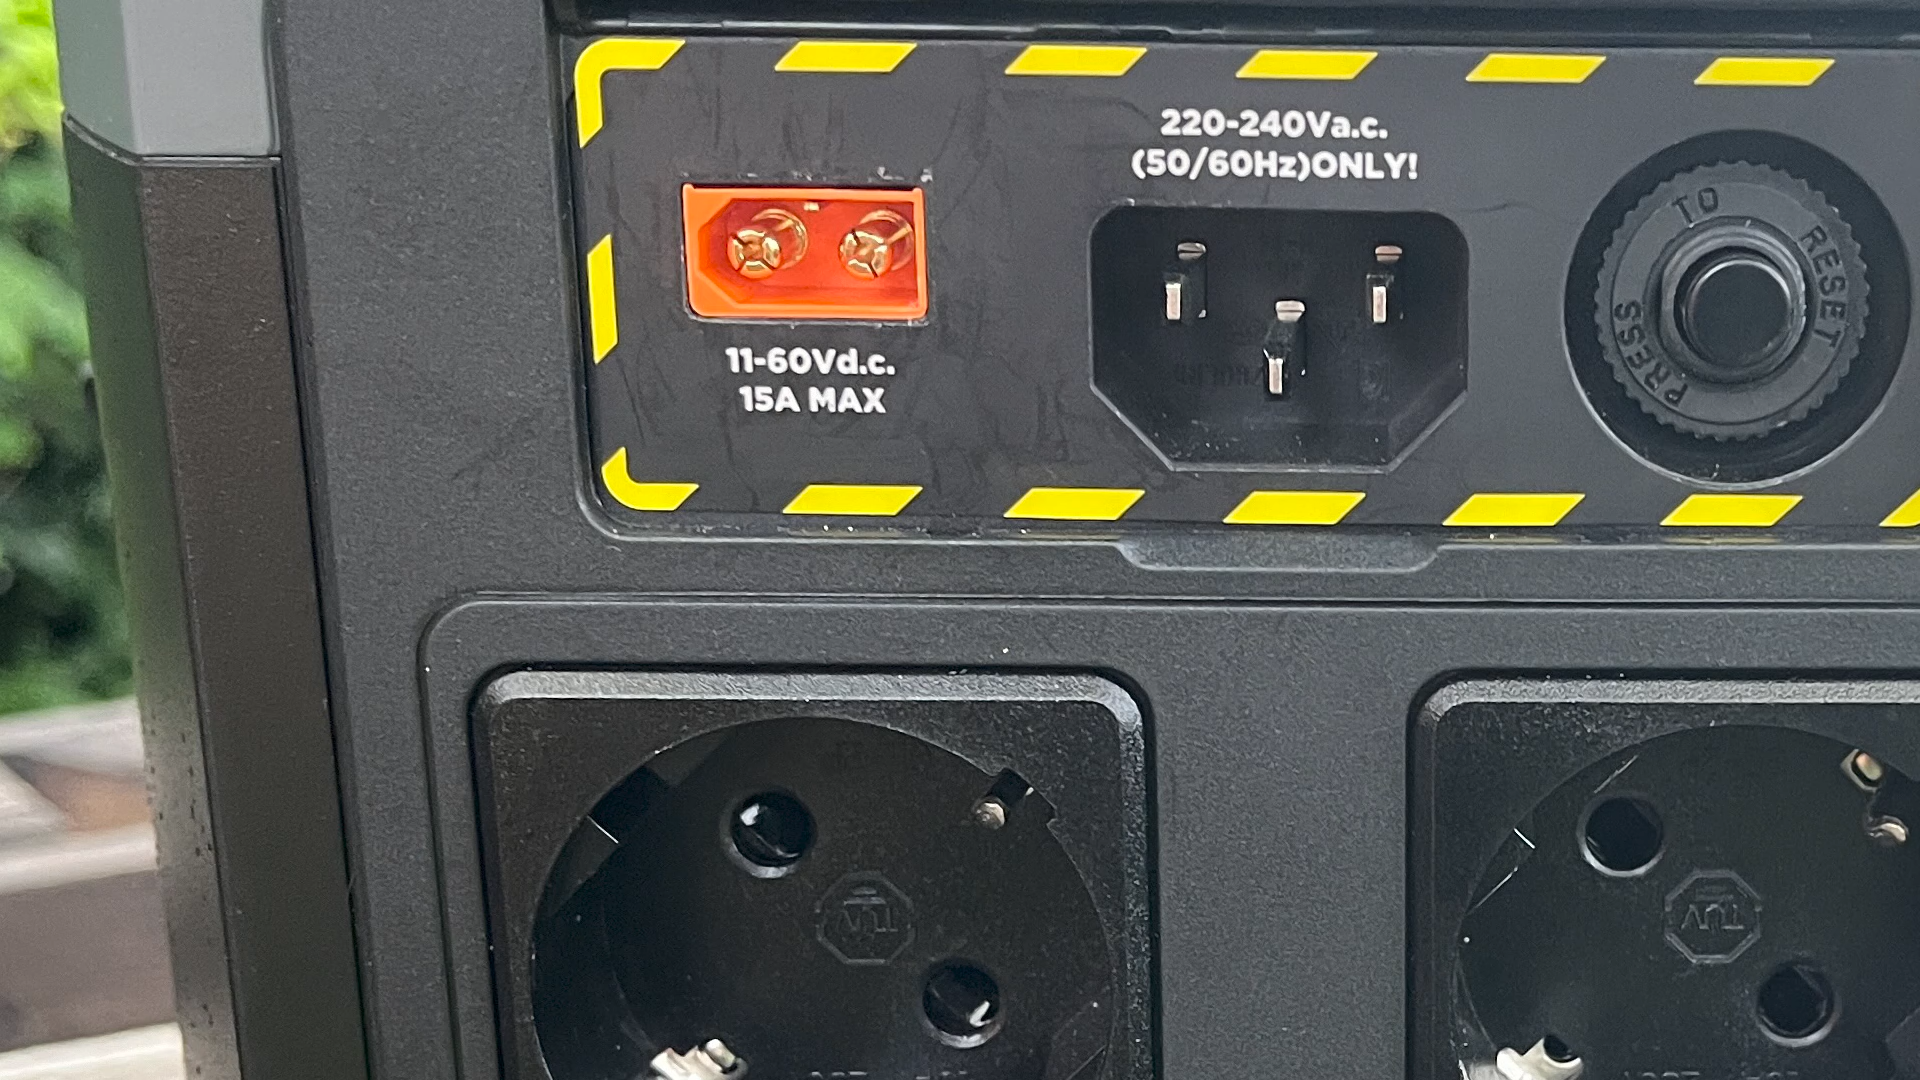 220-240Va.c.
(50/60Hz)ONLY!
PRESS TO RESET
11-60Vd.c.
15A MAX
TÜV
TÜV